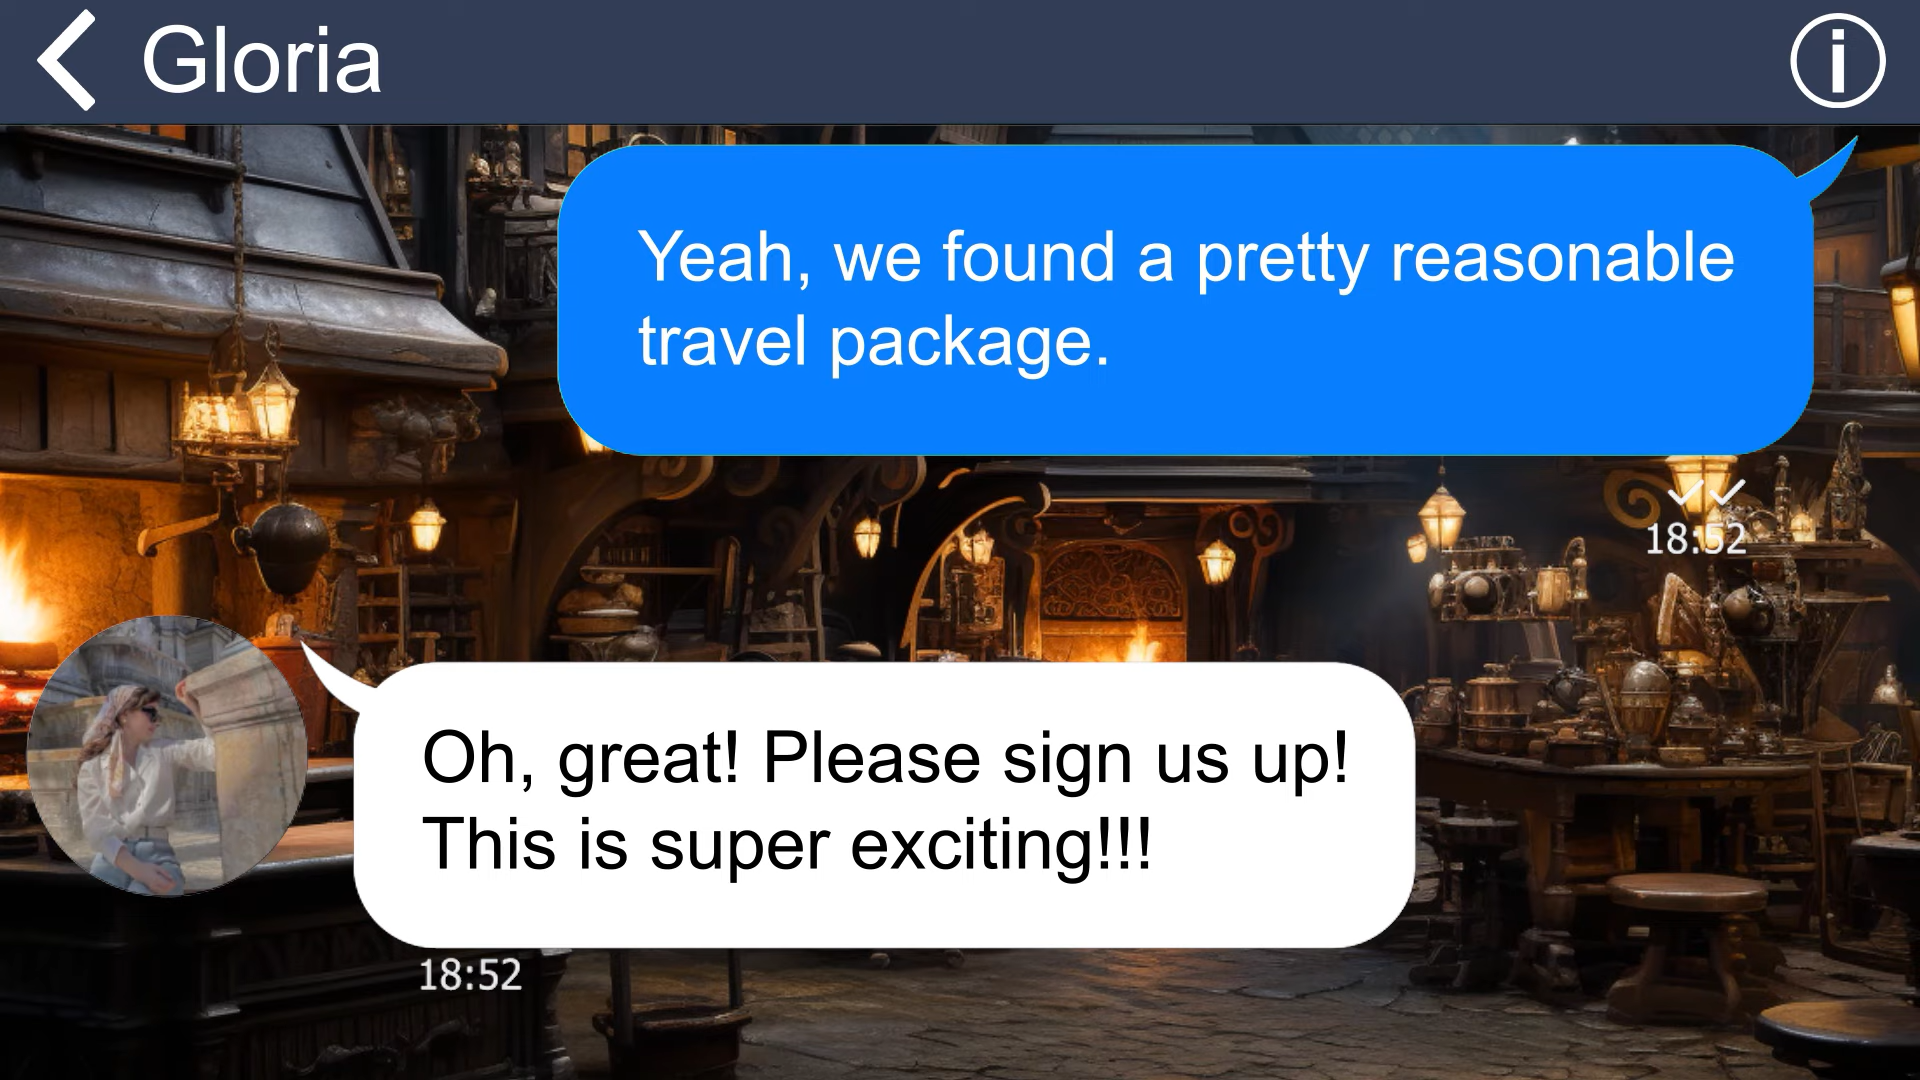 Gloria
Yeah, we found a pretty reasonable
travel package.
18:52
Oh, great! Please sign us up!
This is super exciting!!!
18:52